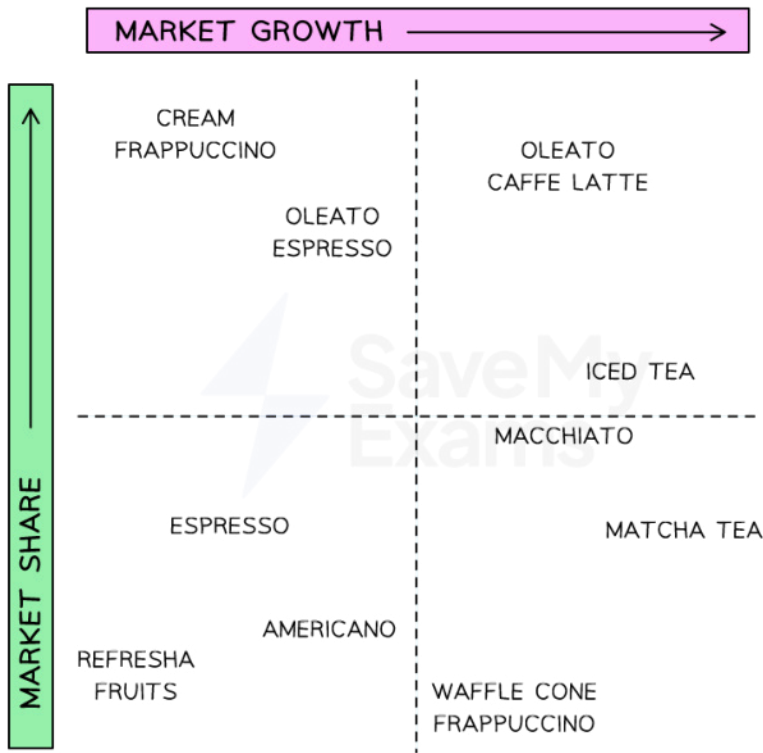 MARKET GROWTH
CREAM
FRAPPUCCINO
OLEATO
CAFFE LATTE
OLEATO
ESPRESSO
SaveMy
Exams
ICED TEA
MACCHIATO
ESPRESSO
MATCHA TEA
AMERICANO
REFRESHA
FRUITS
WAFFLE CONE
FRAPPUCCINO
MARKET SHARE